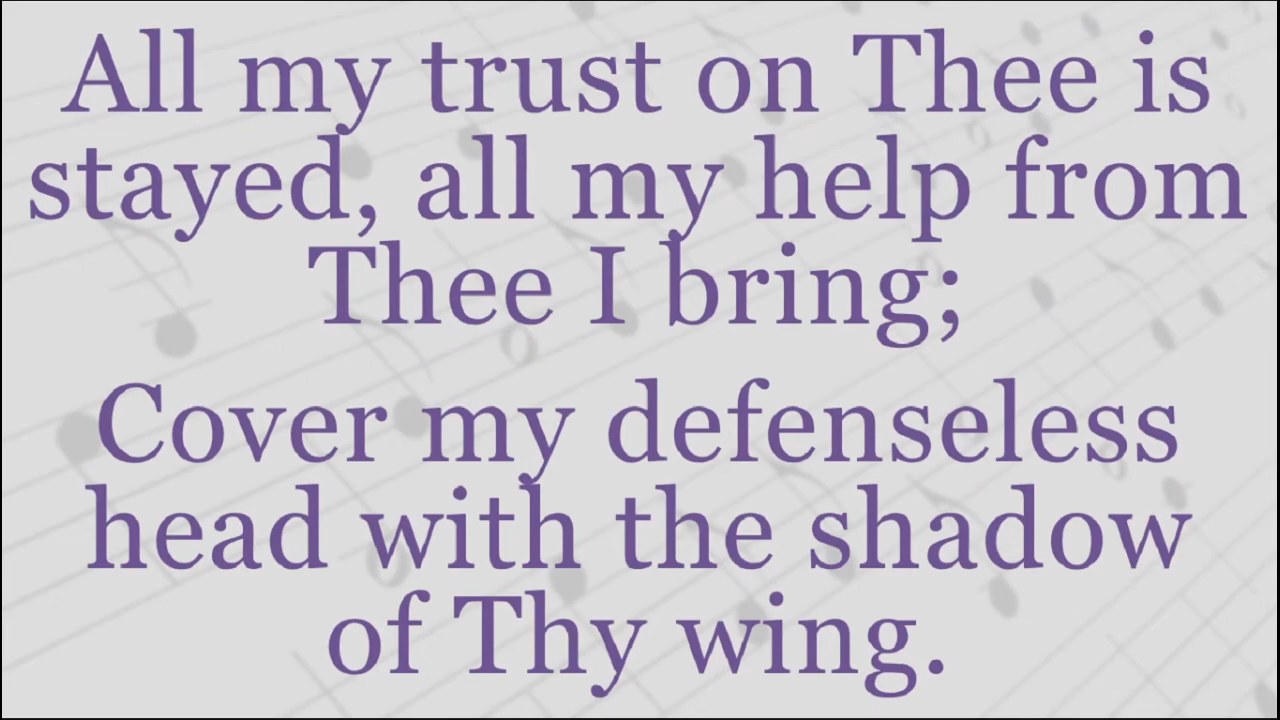 All my trust on Thee is
stayed, all my help from
Thee I bring;
Cover my defenseless
head with the shadow
of Thy wing.